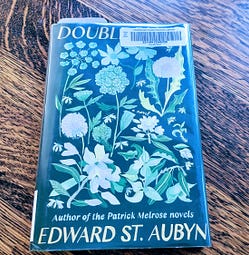 DOUBL
Author of the Patrick Melrose novels
EDWARD ST. AUBYN